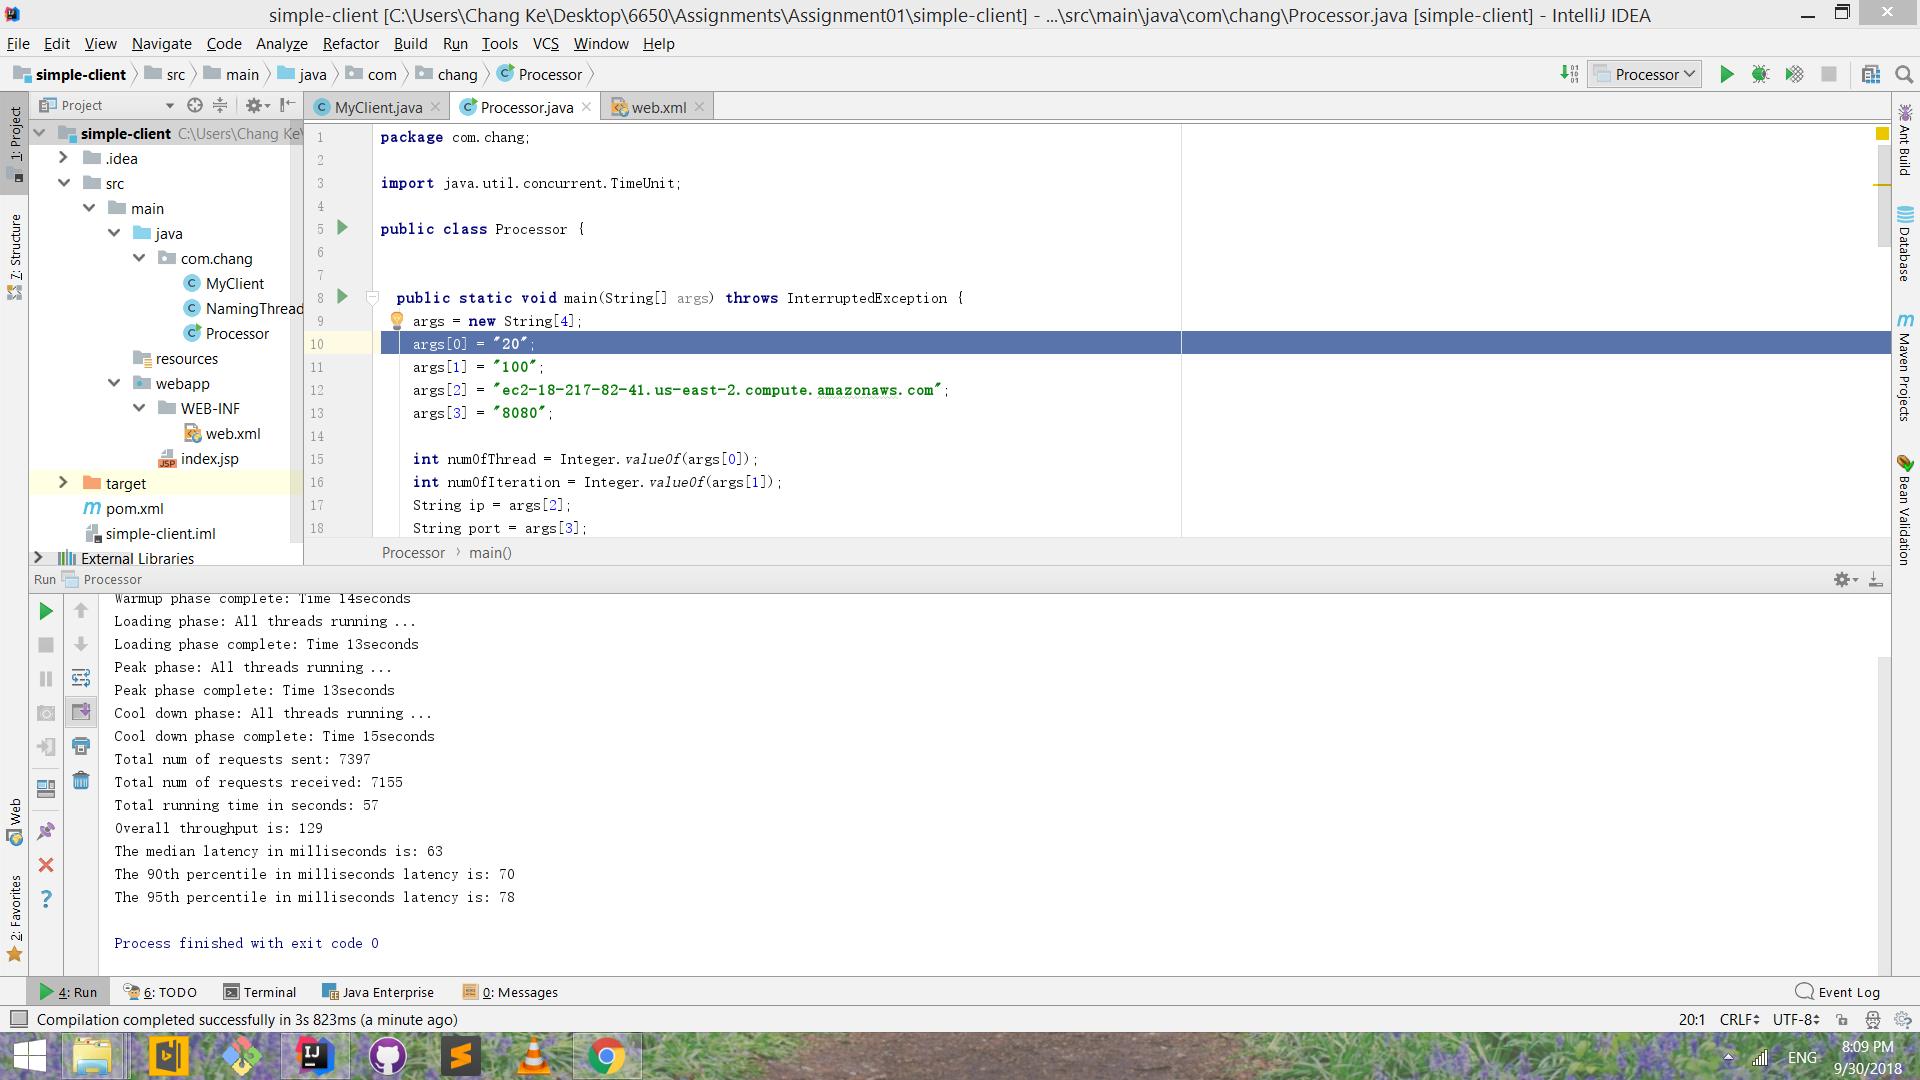 simple-client [C:\Users\Chang Ke\Desktop\6650\Assignments\Assignment01\simple-client] - ...\src\main\java\com\chang\Processor.java [simple-client] - IntelliJ IDEA
File Edit View Navigate Code Analyze Refactor Build Run Tools VCS Window Help
simple-client src main java com chang Processor
Processor
Project
MyClient.java Processor.java web.xml
1: Project
7: Structure
Web
2: Favorites
simple-client C:\Users\Chang Ke\
.idea
src
main
java
com.chang
MyClient
NamingThread
Processor
resources
webapp
WEB-INF
web.xml
index.jsp
target
pom.xml
simple-client.iml
External Libraries
1 package com.chang;
2
3 import java.util.concurrent.TimeUnit;
4
5 public class Processor {
6
7
8 public static void main(String[] args) throws InterruptedException {
9 args = new String[4];
10 args[0] = "20";
11 args[1] = "100";
12 args[2] = "ec2-18-217-82-41.us-east-2.compute.amazonaws.com";
13 args[3] = "8080";
14
15 int numOfThread = Integer.valueOf(args[0]);
16 int numOfIteration = Integer.valueOf(args[1]);
17 String ip = args[2];
18 String port = args[3];
Processor › main()
Ant Build
Database
Maven Projects
Bean Validation
Run Processor
Warmup phase complete: Time 14seconds
Loading phase: All threads running ...
Loading phase complete: Time 13seconds
Peak phase: All threads running ...
Peak phase complete: Time 13seconds
Cool down phase: All threads running ...
Cool down phase complete: Time 15seconds
Total num of requests sent: 7397
Total num of requests received: 7155
Total running time in seconds: 57
Overall throughput is: 129
The median latency in milliseconds is: 63
The 90th percentile in milliseconds latency is: 70
The 95th percentile in milliseconds latency is: 78
Process finished with exit code 0
4: Run 6: TODO Terminal Java Enterprise 0: Messages Event Log
Compilation completed successfully in 3s 823ms (a minute ago) 20:1 CRLF UTF-8
ENG
8:09 PM
9/30/2018